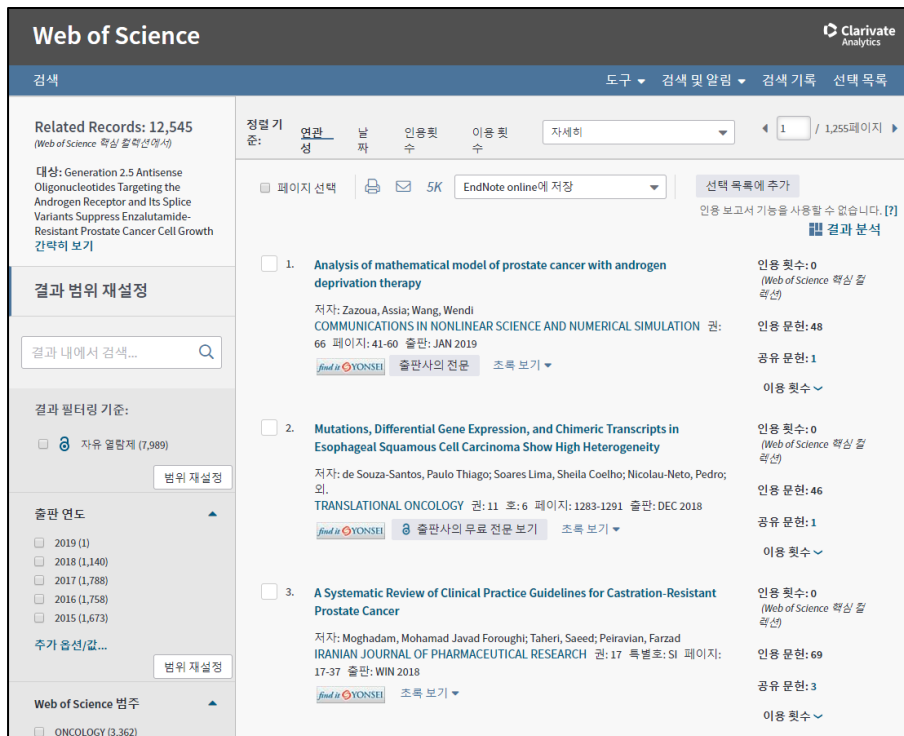 Web of Science
Clarivate
Analytics
검색
도구
검색 및 알림
검색 기록
선택 목록
Related Records: 12,545
(Web of Science 핵심 컬렉션에서)
대상: Generation 2.5 Antisense
Oligonucleotides Targeting the
Androgen Receptor and Its Splice
Variants Suppress Enzalutamide-
Resistant Prostate Cancer Cell Growth
간략히 보기
결과 범위 재설정
결과 내에서 검색...
결과 필터링 기준:
자유 열람제 (7,989)
범위 재설정
출판 연도
2019 (1)
2018 (1,140)
2017 (1,788)
2016 (1,758)
2015 (1,673)
추가 옵션/값...
범위 재설정
Web of Science 범주
ONCOLOGY (3,362)
정렬 기
준:
연관
성
날
짜
인용횟
수
이용 횟
수
자세히
1 / 1,255페이지
페이지 선택
5K
EndNote online에 저장
선택 목록에 추가
인용 보고서 기능을 사용할 수 없습니다. [?]
결과 분석
1. Analysis of mathematical model of prostate cancer with androgen
deprivation therapy
저자: Zazoua, Assia; Wang, Wendi
COMMUNICATIONS IN NONLINEAR SCIENCE AND NUMERICAL SIMULATION 권:
66 페이지: 41-60 출판: JAN 2019
find it YONSEI 출판사의 전문 초록 보기
인용 횟수: 0
(Web of Science 핵심 컬
렉션)
인용 문헌: 48
공유 문헌: 1
이용 횟수
2. Mutations, Differential Gene Expression, and Chimeric Transcripts in
Esophageal Squamous Cell Carcinoma Show High Heterogeneity
저자: de Souza-Santos, Paulo Thiago; Soares Lima, Sheila Coelho; Nicolau-Neto, Pedro;
외.
TRANSLATIONAL ONCOLOGY 권: 11 호: 6 페이지: 1283-1291 출판: DEC 2018
find it YONSEI 출판사의 무료 전문 보기 초록 보기
인용 횟수: 0
(Web of Science 핵심 컬
렉션)
인용 문헌: 46
공유 문헌: 1
이용 횟수
3. A Systematic Review of Clinical Practice Guidelines for Castration-Resistant
Prostate Cancer
저자: Moghadam, Mohamad Javad Foroughi; Taheri, Saeed; Peiravian, Farzad
IRANIAN JOURNAL OF PHARMACEUTICAL RESEARCH 권: 17 특별호: SI 페이지:
17-37 출판: WIN 2018
find it YONSEI 초록 보기
인용 횟수: 0
(Web of Science 핵심 컬
렉션)
인용 문헌: 69
공유 문헌: 3
이용 횟수